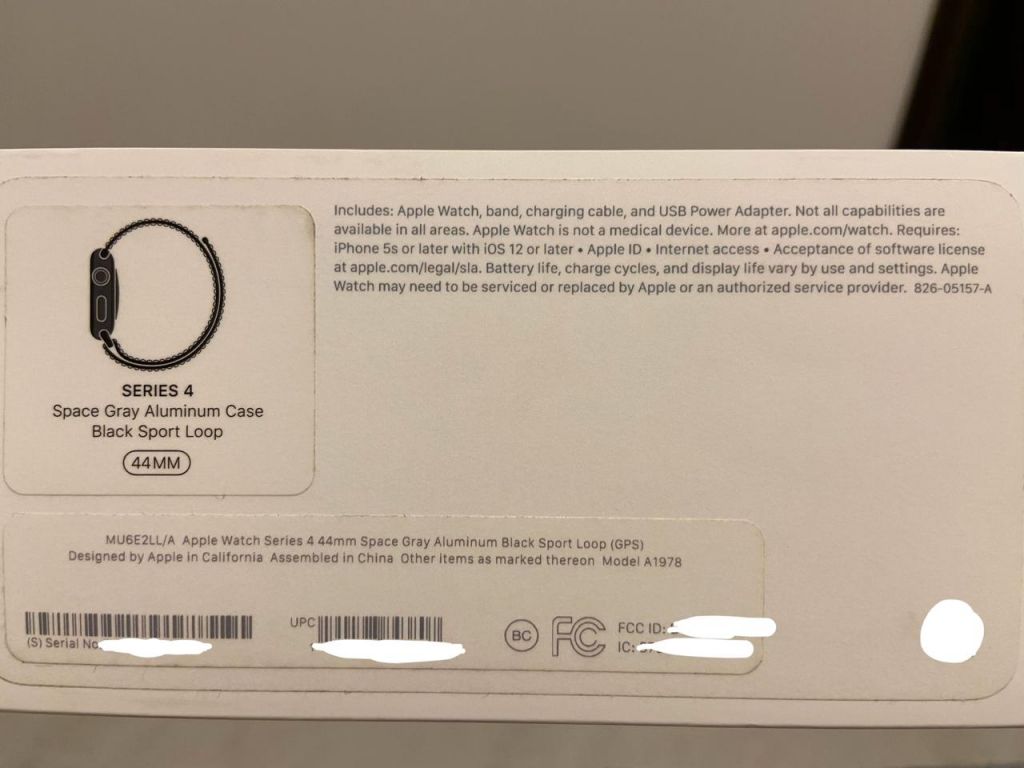 Includes: Apple Watch, band, charging cable, and USB Power Adapter. Not all capabilities are
available in all areas. Apple Watch is not a medical device. More at apple.com/watch. Requires:
iPhone 5s or later with iOS 12 or later • Apple ID • Internet access • Acceptance of software license
at apple.com/legal/sla. Battery life, charge cycles, and display life vary by use and settings. Apple
Watch may need to be serviced or replaced by Apple or an authorized service provider. 826-05157-A
SERIES 4
Space Gray Aluminum Case
Black Sport Loop
44MM
MU6E2LL/A Apple Watch Series 4 44mm Space Gray Aluminum Black Sport Loop (GPS)
Designed by Apple in California Assembled in China Other items as marked thereon Model A1978
UPC
(S) Serial No.
BC
FC
FCC ID:
IC: